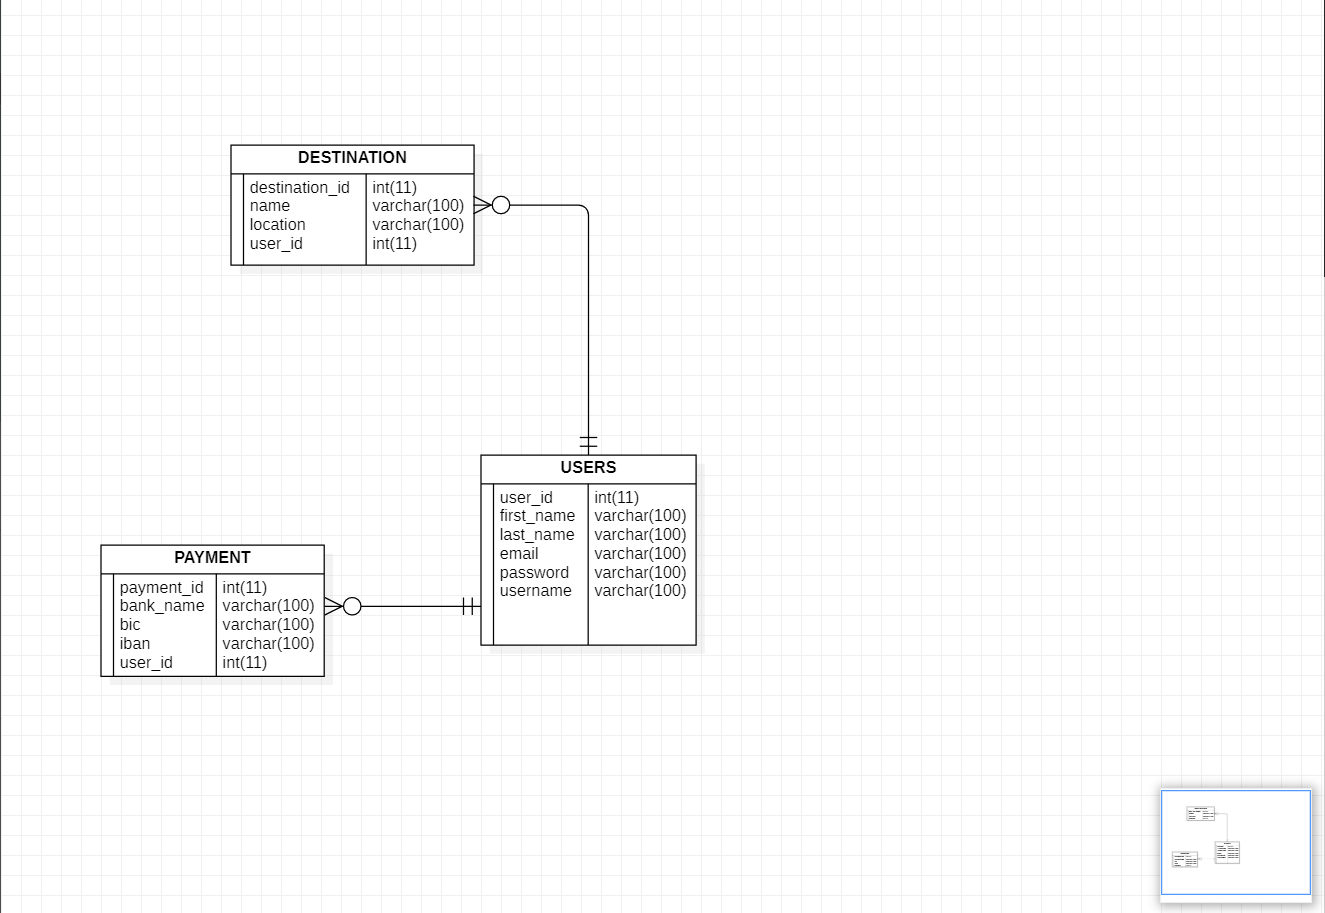 DESTINATION
destination_id int(11)
name varchar(100)
location varchar(100)
user_id int(11)
USERS
user_id int(11)
first_name varchar(100)
last_name varchar(100)
email varchar(100)
password varchar(100)
username varchar(100)
PAYMENT
payment_id int(11)
bank_name varchar(100)
bic varchar(100)
iban varchar(100)
user_id int(11)